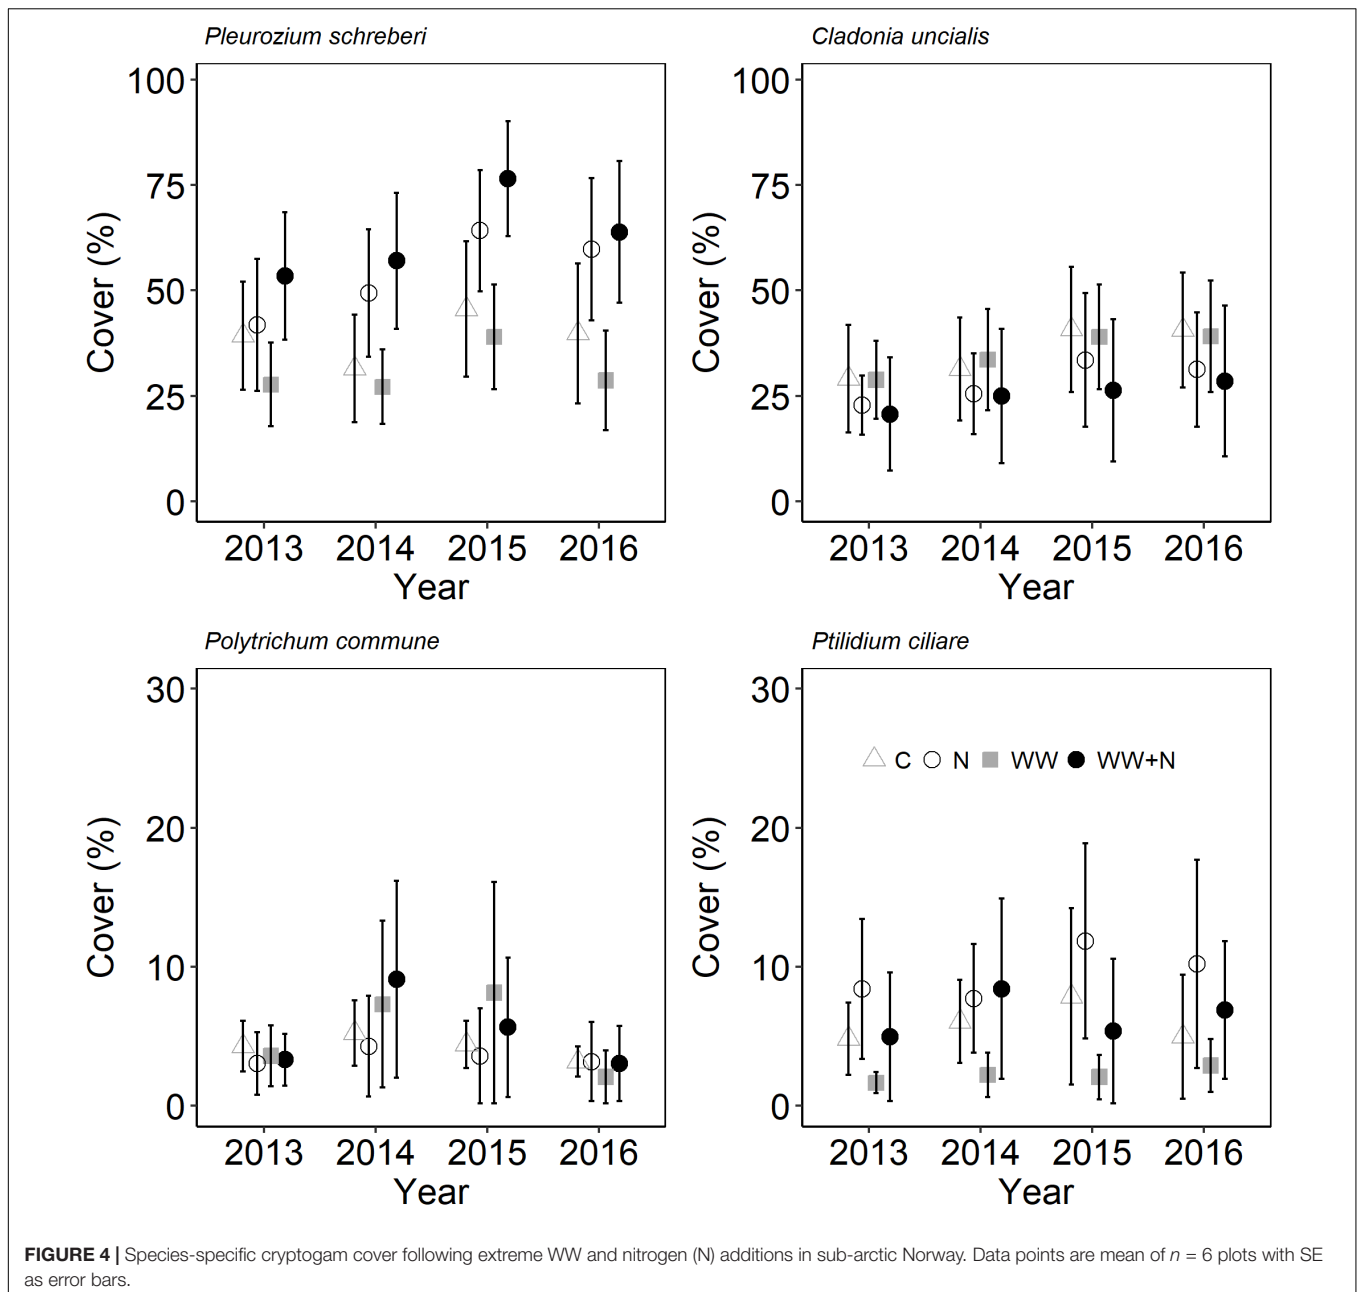 Pleurozium schreberi
100
75
50
25
0
Cover (%)
2013 2014 2015 2016
Year
Cladonia uncialis
100
75
50
25
0
Cover (%)
2013 2014 2015 2016
Year
Polytrichum commune
30
20
10
0
Cover (%)
2013 2014 2015 2016
Year
Ptilidium ciliare
30
20
10
0
Cover (%)
C N WW WW+N
2013 2014 2015 2016
Year
FIGURE 4 | Species-specific cryptogam cover following extreme WW and nitrogen (N) additions in sub-arctic Norway. Data points are mean of n = 6 plots with SE
as error bars.